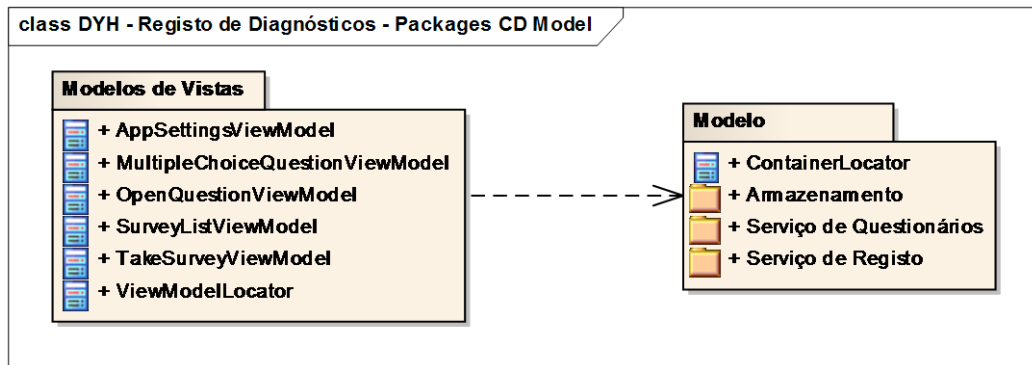 class DYH - Registo de Diagnósticos - Packages CD Model
Modelos de Vistas
+ AppSettingsViewModel
+ MultipleChoiceQuestionViewModel
+ OpenQuestionViewModel
+ SurveyListViewModel
+ TakeSurveyViewModel
+ ViewModelLocator
Modelo
+ ContainerLocator
+ Armazenamento
+ Serviço de Questionários
+ Serviço de Registo